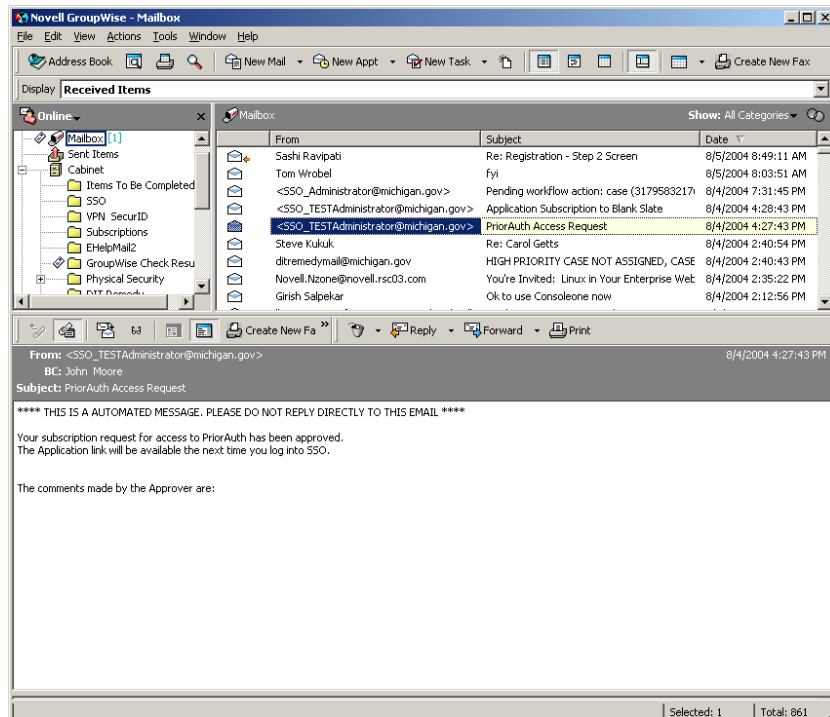 Novell GroupWise - Mailbox
File Edit View Actions Tools Window Help
Address Book New Mail New Appt New Task Create New Fax
Display Received Items
Online Mailbox Show: All Categories
Mailbox [1]
Sent Items
Cabinet
Items To Be Completed
SSO
VPN SecurID
Subscriptions
EHelpMail2
GroupWise Check Resu
Physical Security
DIT Remedy
From Subject Date
Sashi Ravipati Re: Registration - Step 2 Screen 8/5/2004 8:49:11 AM
Tom Wrobel fyi 8/5/2004 8:03:51 AM
<SSO_Administrator@michigan.gov> Pending workflow action: case (3179583217 8/4/2004 7:31:45 PM
<SSO_TESTAdministrator@michigan.gov> Application Subscription to Blank Slate 8/4/2004 4:28:43 PM
<SSO_TESTAdministrator@michigan.gov> PriorAuth Access Request 8/4/2004 4:27:43 PM
Steve Kukuk Re: Carol Getts 8/4/2004 2:40:54 PM
ditremedymail@michigan.gov HIGH PRIORITY CASE NOT ASSIGNED, CASE 8/4/2004 2:40:43 PM
Novell.Nzone@novell.rsc03.com You're Invited: Linux in Your Enterprise Wet 8/4/2004 2:35:22 PM
Girish Salpekar Ok to use Consoleone now 8/4/2004 2:12:56 PM
Create New Fa » Reply Forward Print
From: <SSO_TESTAdministrator@michigan.gov> 8/4/2004 4:27:43 PM
BC: John Moore
Subject: PriorAuth Access Request
**** THIS IS A AUTOMATED MESSAGE. PLEASE DO NOT REPLY DIRECTLY TO THIS EMAIL ****
Your subscription request for access to PriorAuth has been approved.
The Application link will be available the next time you log into SSO.
The comments made by the Approver are:
Selected: 1 Total: 861